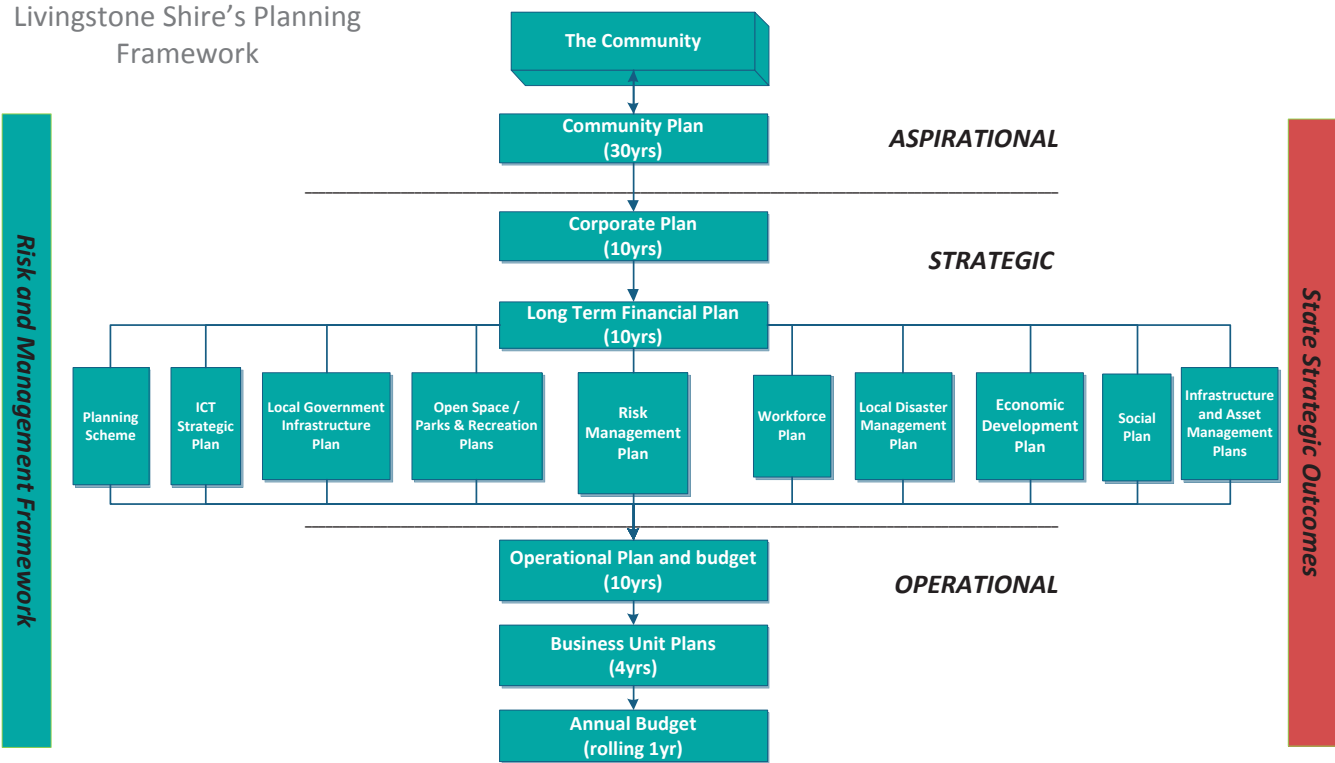 Livingstone Shire's Planning
Framework
The Community
Community Plan
(30yrs)
ASPIRATIONAL
Corporate Plan
(10yrs)
STRATEGIC
Long Term Financial Plan
(10yrs)
Planning
Scheme
ICT
Strategic
Plan
Local Government
Infrastructure
Plan
Open Space /
Parks & Recreation
Plans
Risk
Management
Plan
Workforce
Plan
Local Disaster
Management
Plan
Economic
Development
Plan
Social
Plan
Infrastructure
and Asset
Management
Plans
Operational Plan and budget
(10yrs)
OPERATIONAL
Business Unit Plans
(4yrs)
Annual Budget
(rolling 1yr)
Risk and Management Framework
State Strategic Outcomes